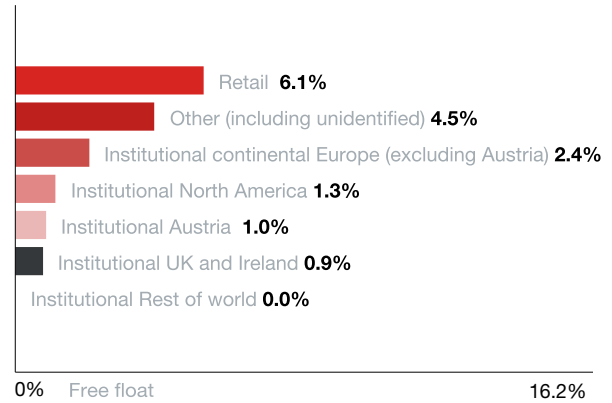 Retail 6.1%
Other (including unidentified) 4.5%
Institutional continental Europe (excluding Austria) 2.4%
Institutional North America 1.3%
Institutional Austria 1.0%
Institutional UK and Ireland 0.9%
Institutional Rest of world 0.0%
0% Free float 16.2%